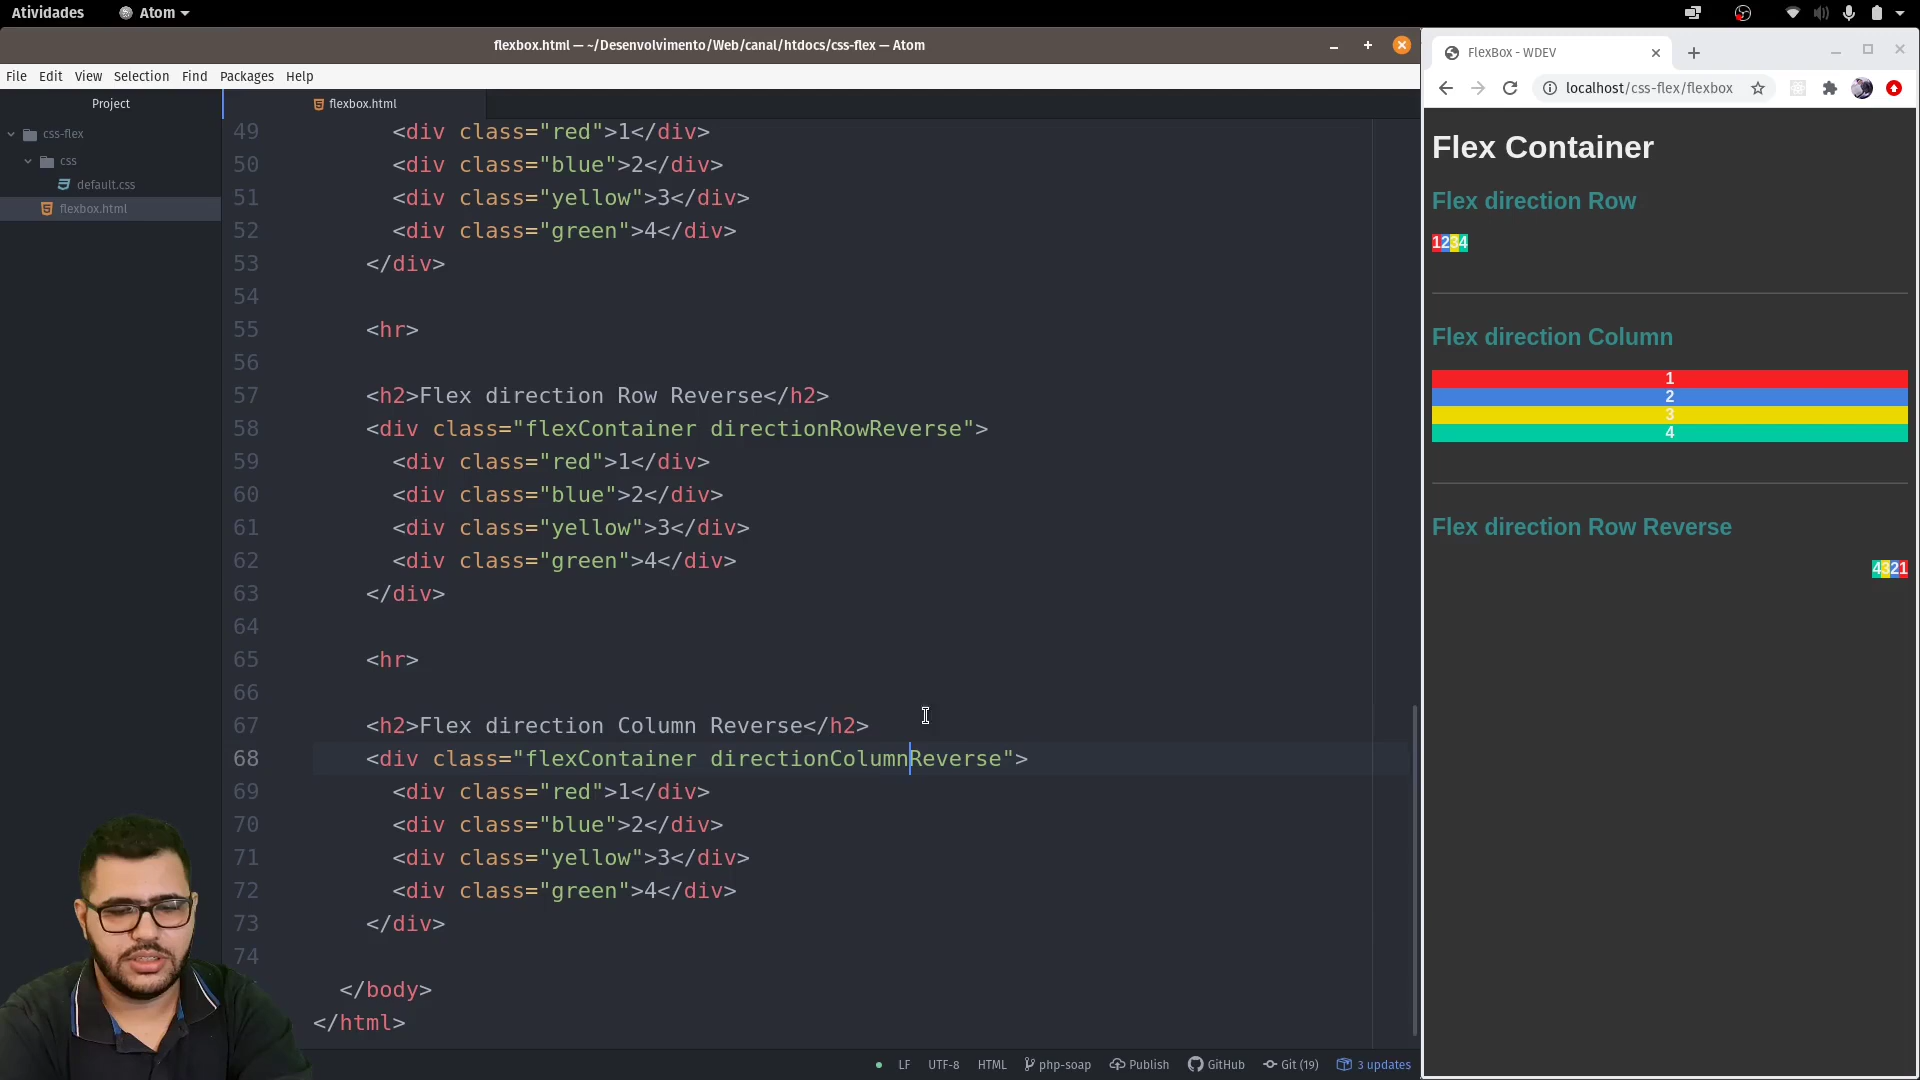 Atividades
Atom
flexbox.html — ~/Desenvolvimento/Web/canal/htdocs/css-flex — Atom
File Edit View Selection Find Packages Help
Project
flexbox.html
css-flex
css
default.css
flexbox.html
49 <div class="red">1</div>
50 <div class="blue">2</div>
51 <div class="yellow">3</div>
52 <div class="green">4</div>
53 </div>
54
55 <hr>
56
57 <h2>Flex direction Row Reverse</h2>
58 <div class="flexContainer directionRowReverse">
59 <div class="red">1</div>
60 <div class="blue">2</div>
61 <div class="yellow">3</div>
62 <div class="green">4</div>
63 </div>
64
65 <hr>
66
67 <h2>Flex direction Column Reverse</h2>
68 <div class="flexContainer directionColumnReverse">
69 <div class="red">1</div>
70 <div class="blue">2</div>
71 <div class="yellow">3</div>
72 <div class="green">4</div>
73 </div>
74
</body>
</html>
LF UTF-8 HTML php-soap Publish GitHub Git (19) 3 updates
FlexBox - WDEV
localhost/css-flex/flexbox
Flex Container
Flex direction Row
1234
Flex direction Column
1
2
3
4
Flex direction Row Reverse
4321